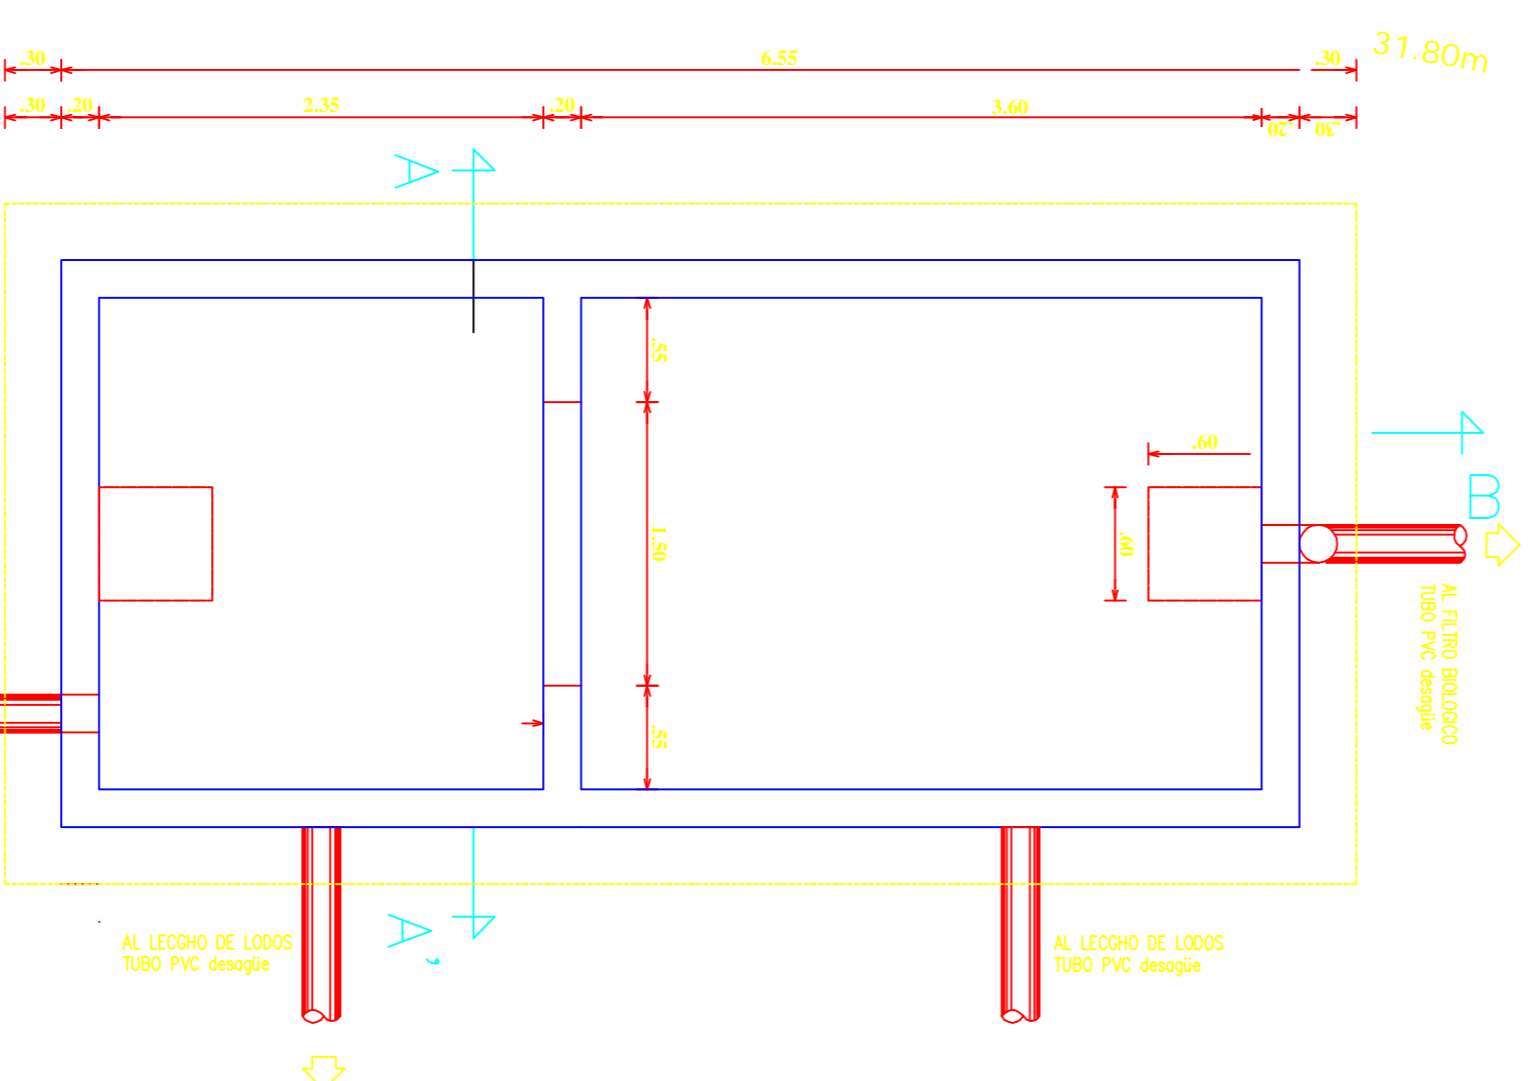 31.80m
.30
6.55
.30
.30
.20
2.35
.20
3.60
.20
.30
A
.55
.60
B
1.50
.60
AL FILTRO BIOLOGICO
TUBO PVC desagüe
.55
A'
AL LECGHO DE LODOS
TUBO PVC desagüe
AL LECGHO DE LODOS
TUBO PVC desagüe